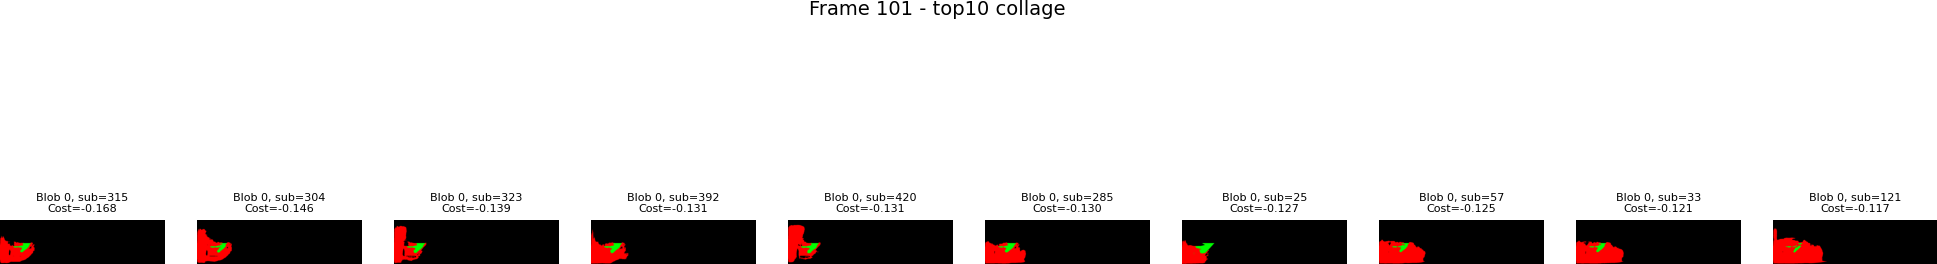 Frame 101 - top10 collage
Blob 0, sub=315
Cost=-0.168
Blob 0, sub=304
Cost=-0.146
Blob 0, sub=323
Cost=-0.139
Blob 0, sub=392
Cost=-0.131
Blob 0, sub=420
Cost=-0.131
Blob 0, sub=285
Cost=-0.130
Blob 0, sub=25
Cost=-0.127
Blob 0, sub=57
Cost=-0.125
Blob 0, sub=33
Cost=-0.121
Blob 0, sub=121
Cost=-0.117